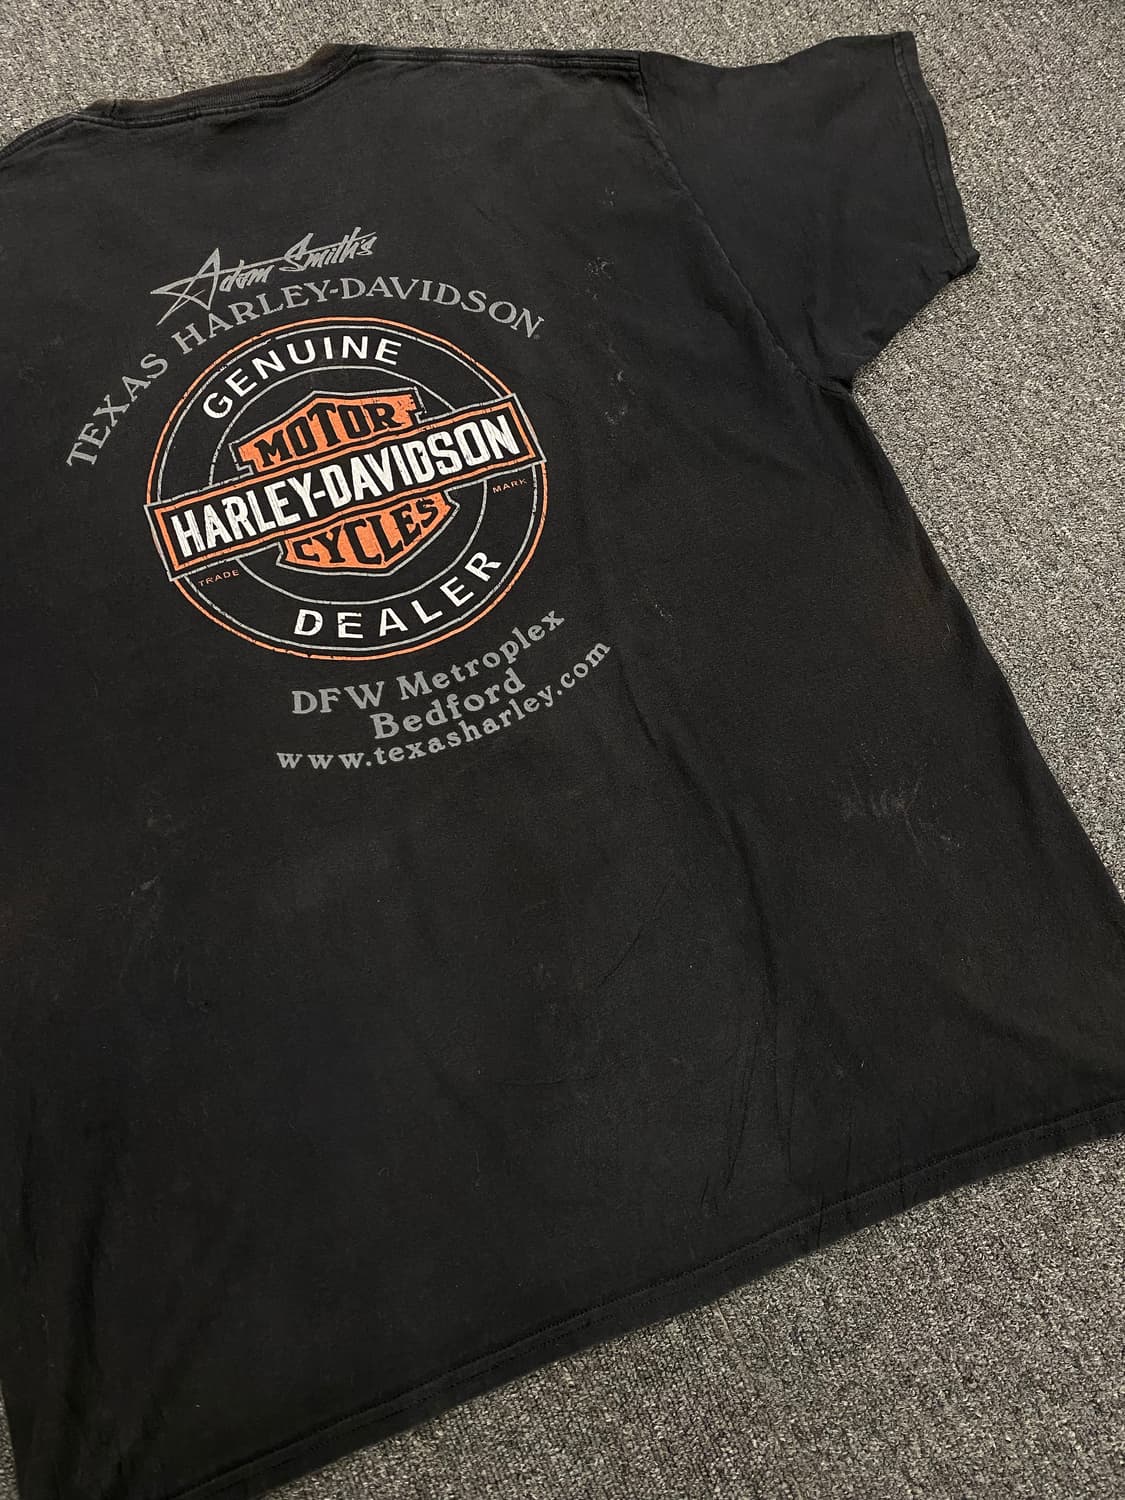 Adam Smith's
TEXAS HARLEY-DAVIDSON
GENUINE
MOTOR
HARLEY-DAVIDSON
CYCLES
TRADE
MARK
DEALER
DFW Metroplex
Bedford
www.texasharley.com